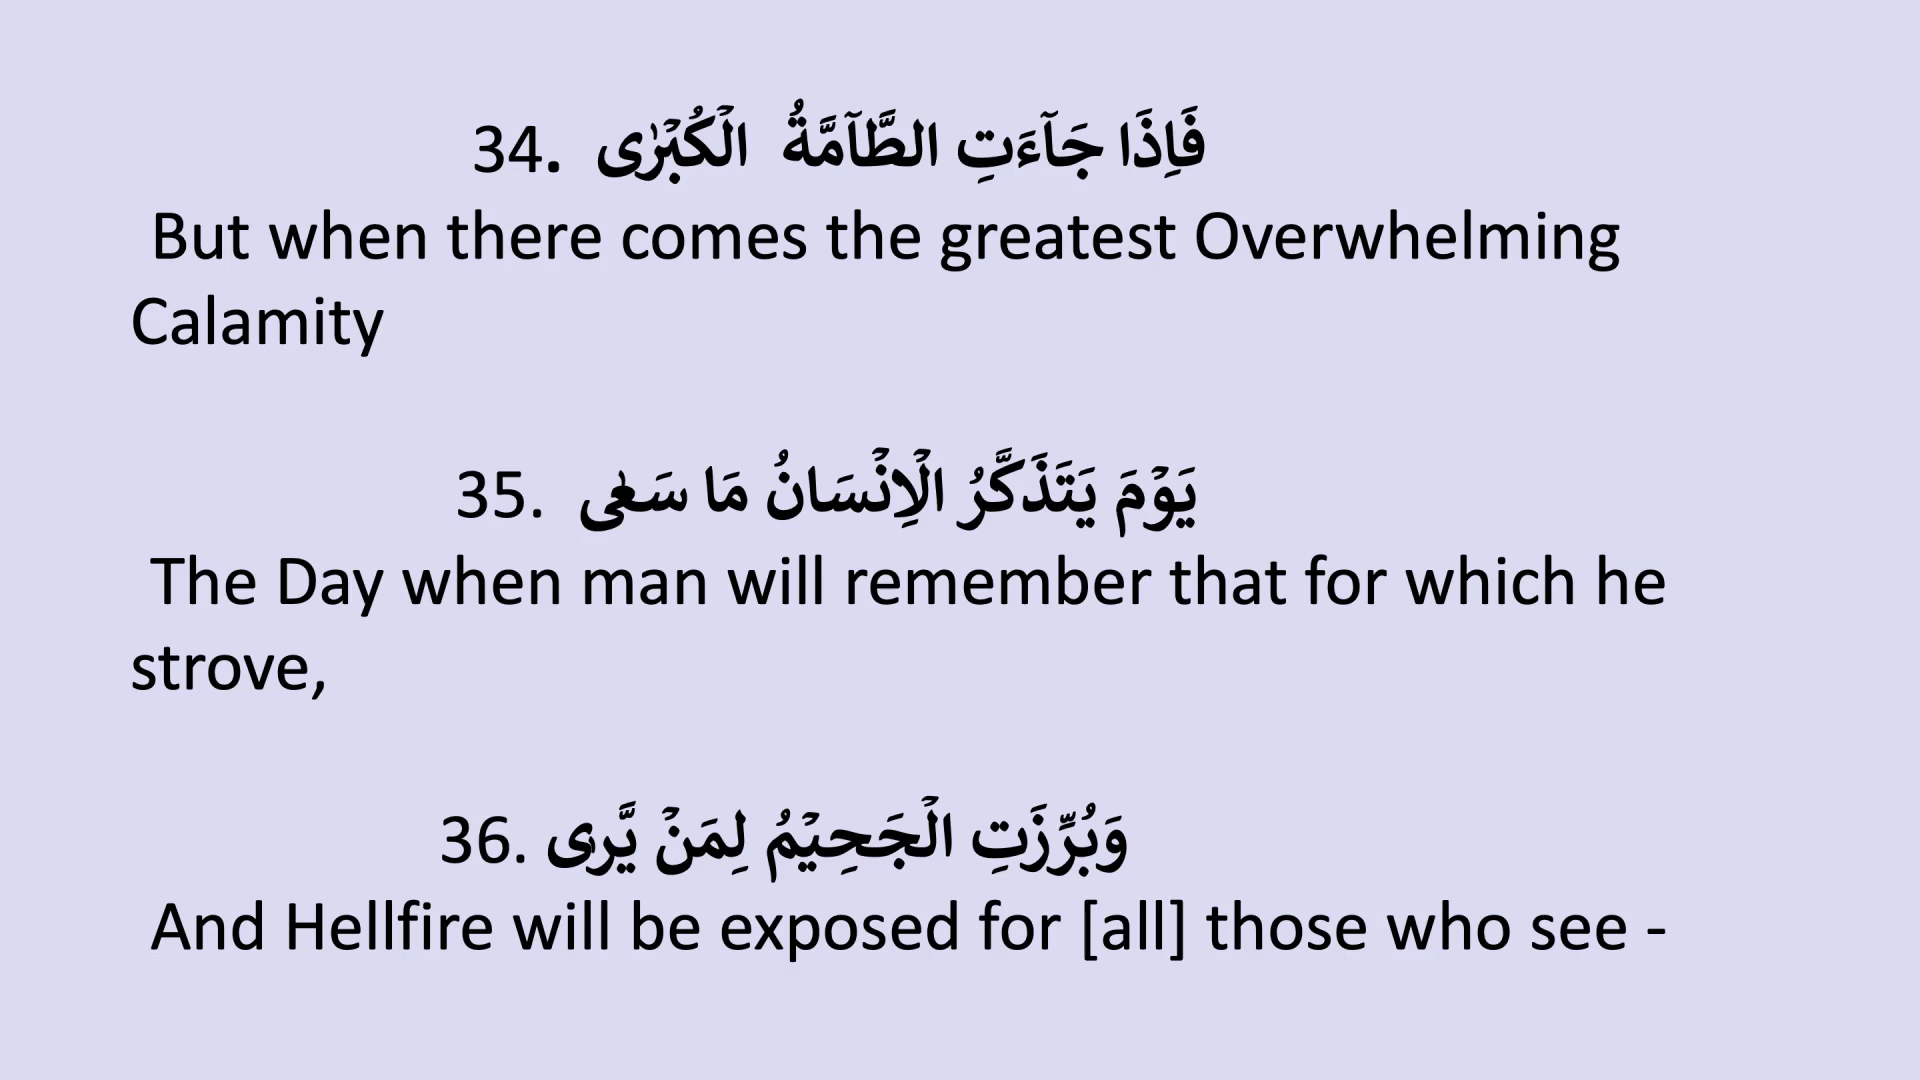 34. فَاِذَا جَآءَتِ الطَّآمَّةُ الۡكُبۡرٰى
But when there comes the greatest Overwhelming
Calamity
35. يَوۡمَ يَتَذَكَّرُ الۡاِنۡسَانُ مَا سَعٰى
The Day when man will remember that for which he
strove,
36. وَبُرِّزَتِ الۡجَحِيۡمُ لِمَنۡ يَّرٰى
And Hellfire will be exposed for [all] those who see -